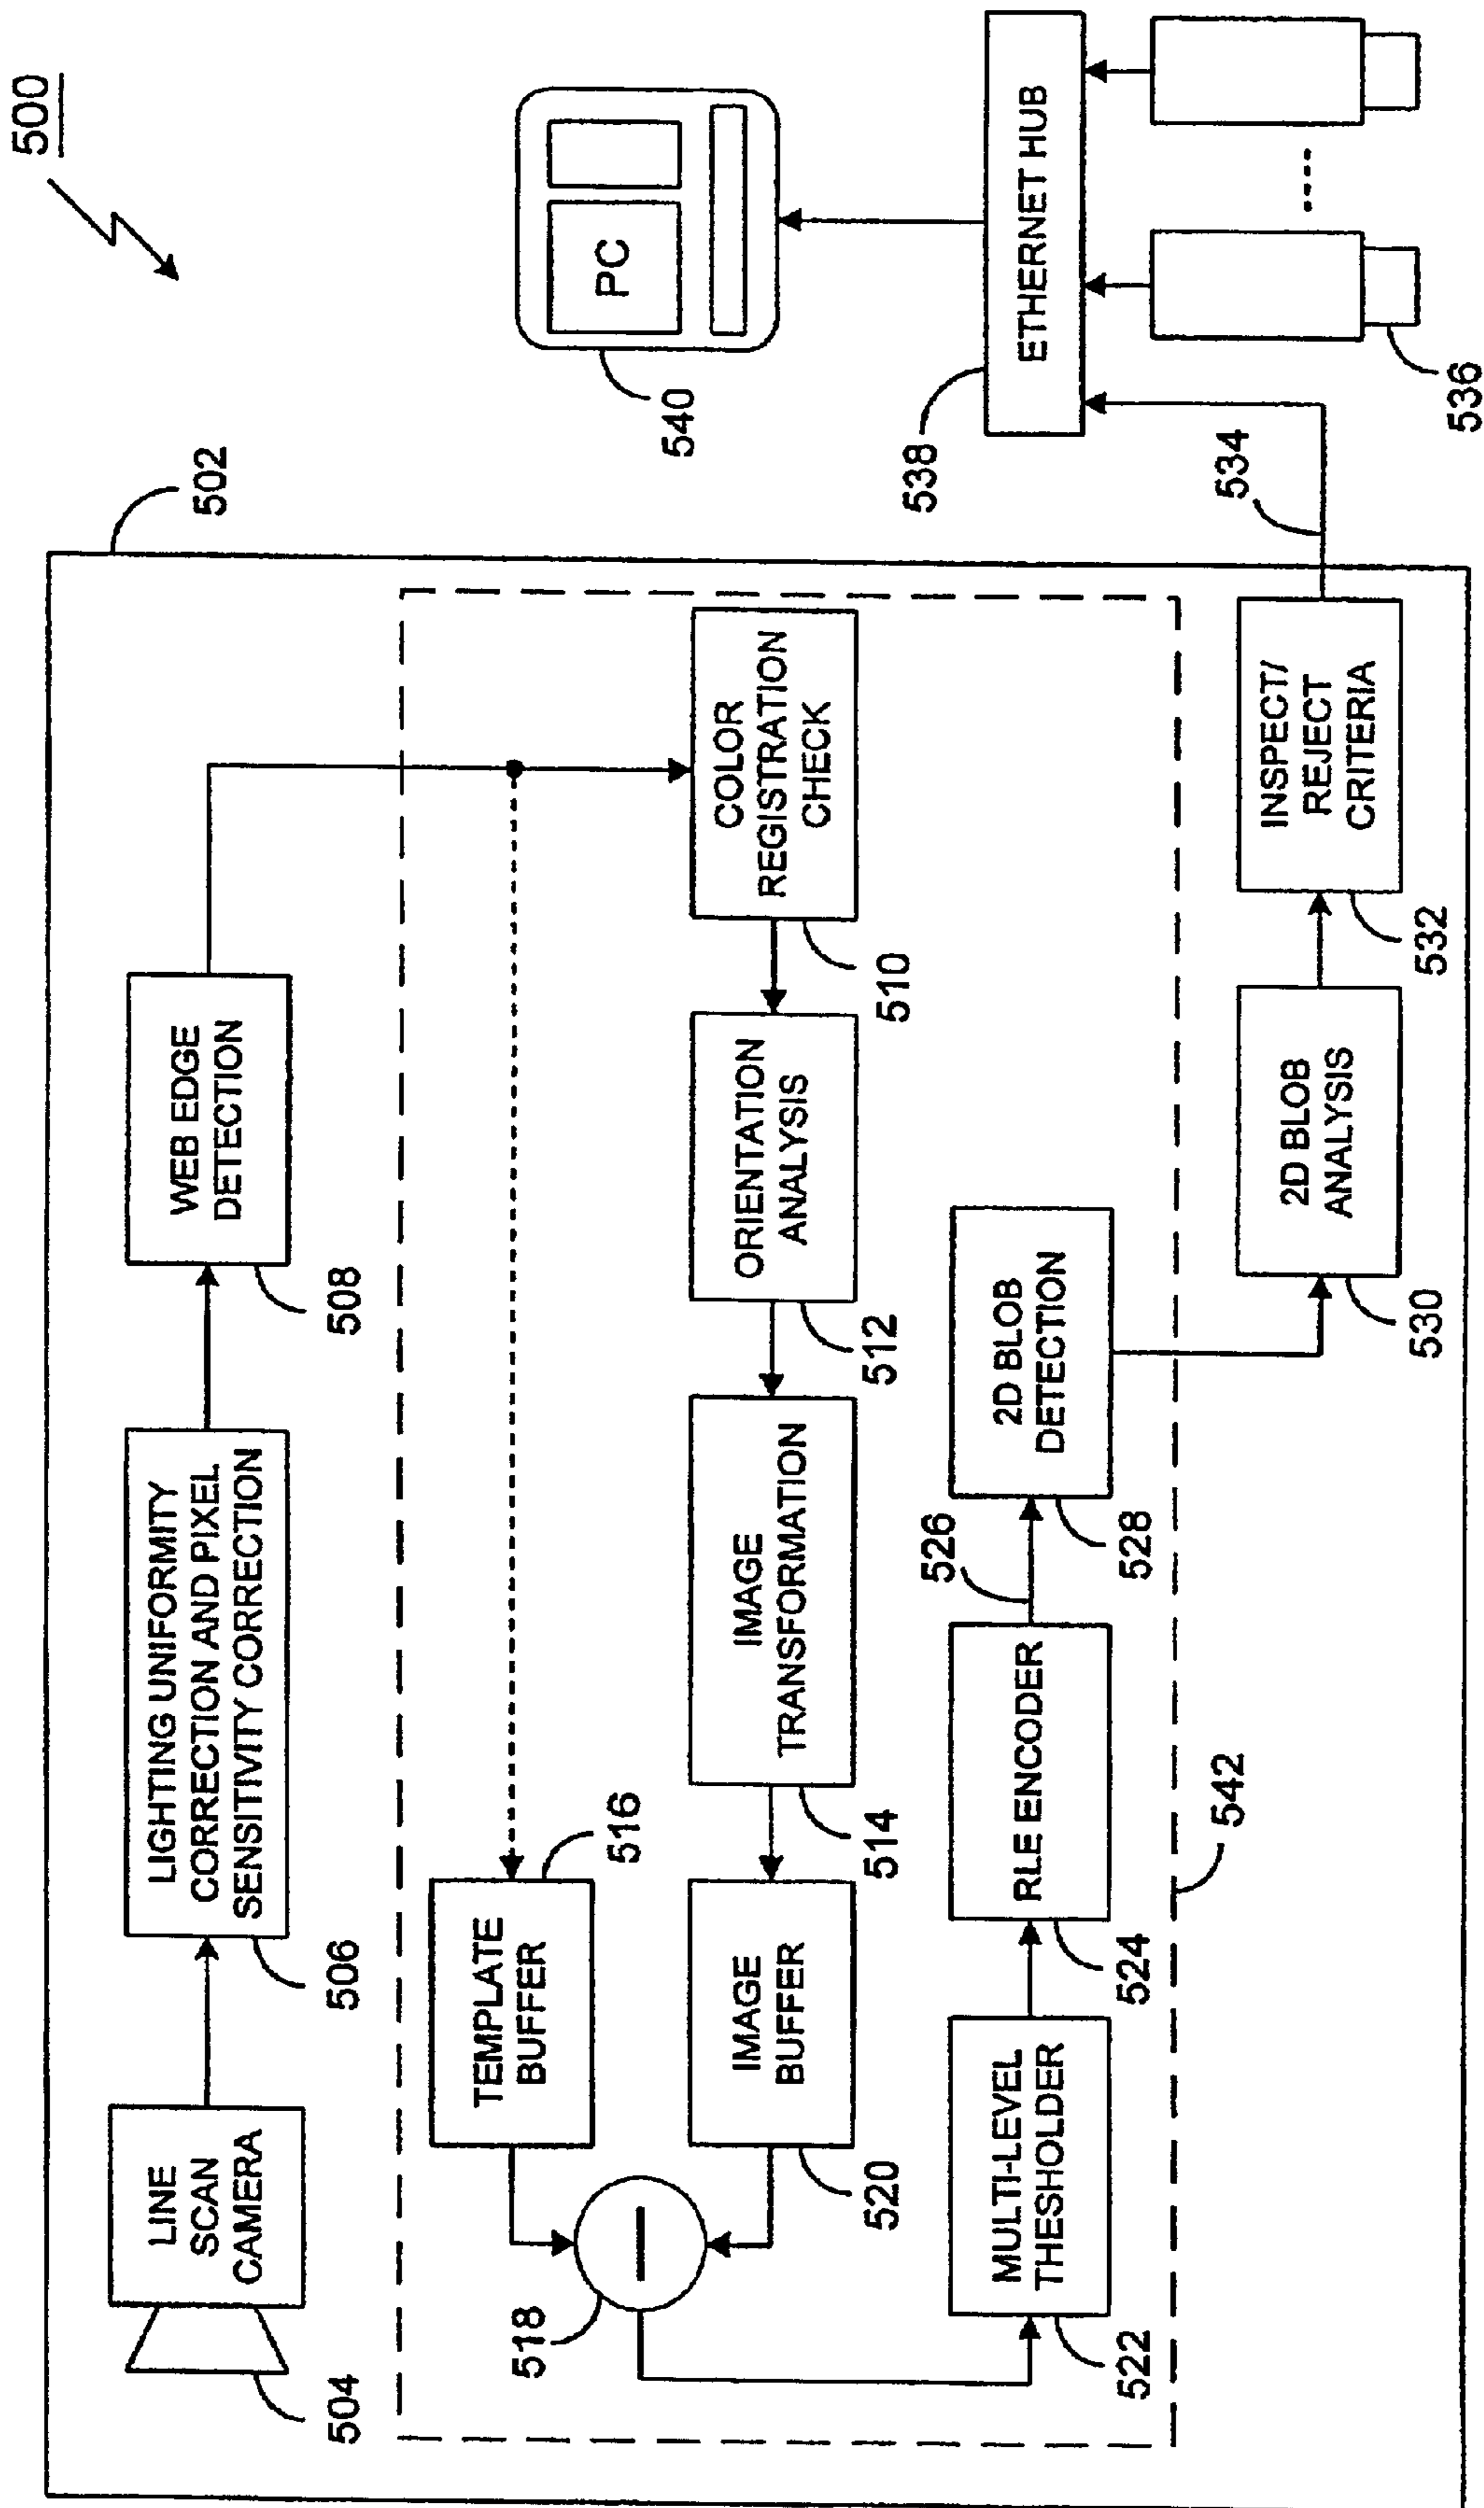 500
502
LINE
SCAN
CAMERA
504
LIGHTING UNIFORMITY
CORRECTION AND PIXEL
SENSITIVITY CORRECTION
506
WEB EDGE
DETECTION
508
TEMPLATE
BUFFER
516
COLOR
REGISTRATION
CHECK
510
ORIENTATION
ANALYSIS
512
IMAGE
TRANSFORMATION
514
IMAGE
BUFFER
520
518
MULTI-LEVEL
THESHOLDER
522
RLE ENCODER
524
526
2D BLOB
DETECTION
528
542
2D BLOB
ANALYSIS
530
INSPECT/
REJECT
CRITERIA
532
534
PC
540
ETHERNET HUB
538
536